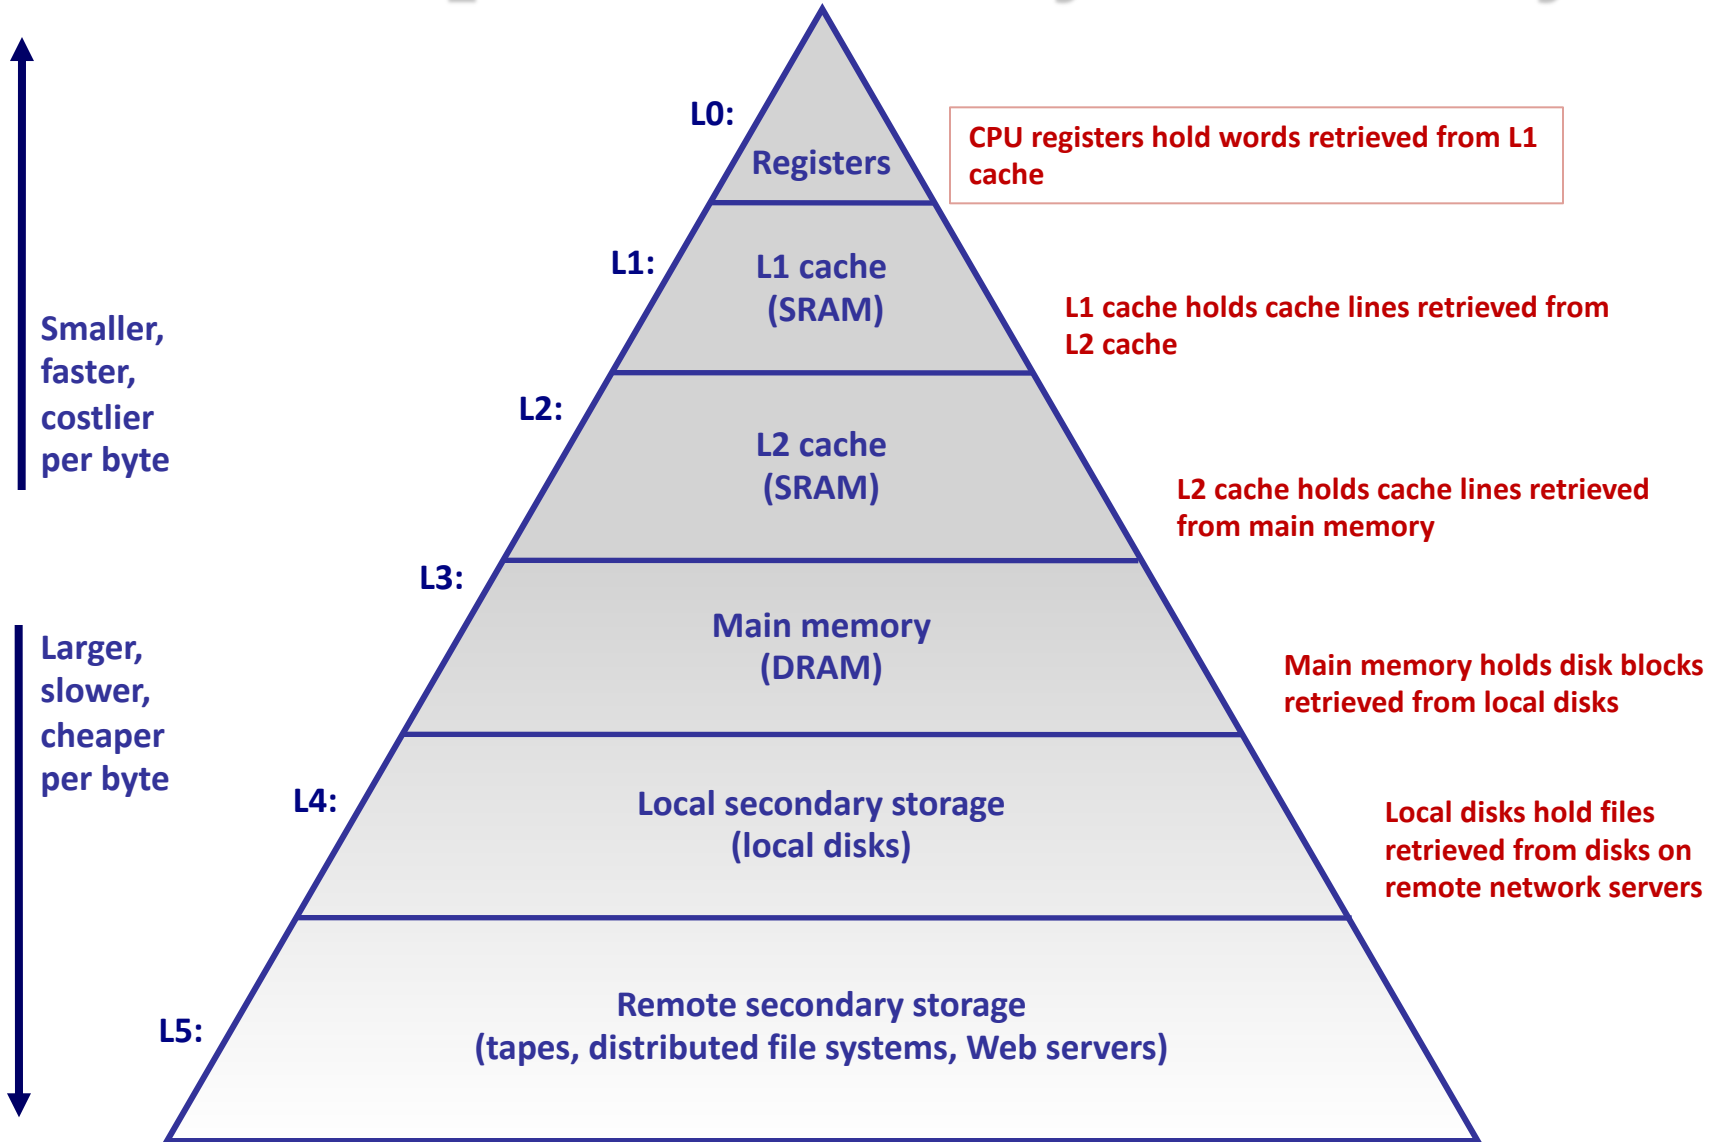 L0:
Registers
CPU registers hold words retrieved from L1
cache
L1:
L1 cache
(SRAM)
L1 cache holds cache lines retrieved from
L2 cache
Smaller,
faster,
costlier
per byte
L2:
L2 cache
(SRAM)
L2 cache holds cache lines retrieved
from main memory
L3:
Main memory
(DRAM)
Larger,
slower,
cheaper
per byte
Main memory holds disk blocks
retrieved from local disks
L4:
Local secondary storage
(local disks)
Local disks hold files
retrieved from disks on
remote network servers
L5:
Remote secondary storage
(tapes, distributed file systems, Web servers)